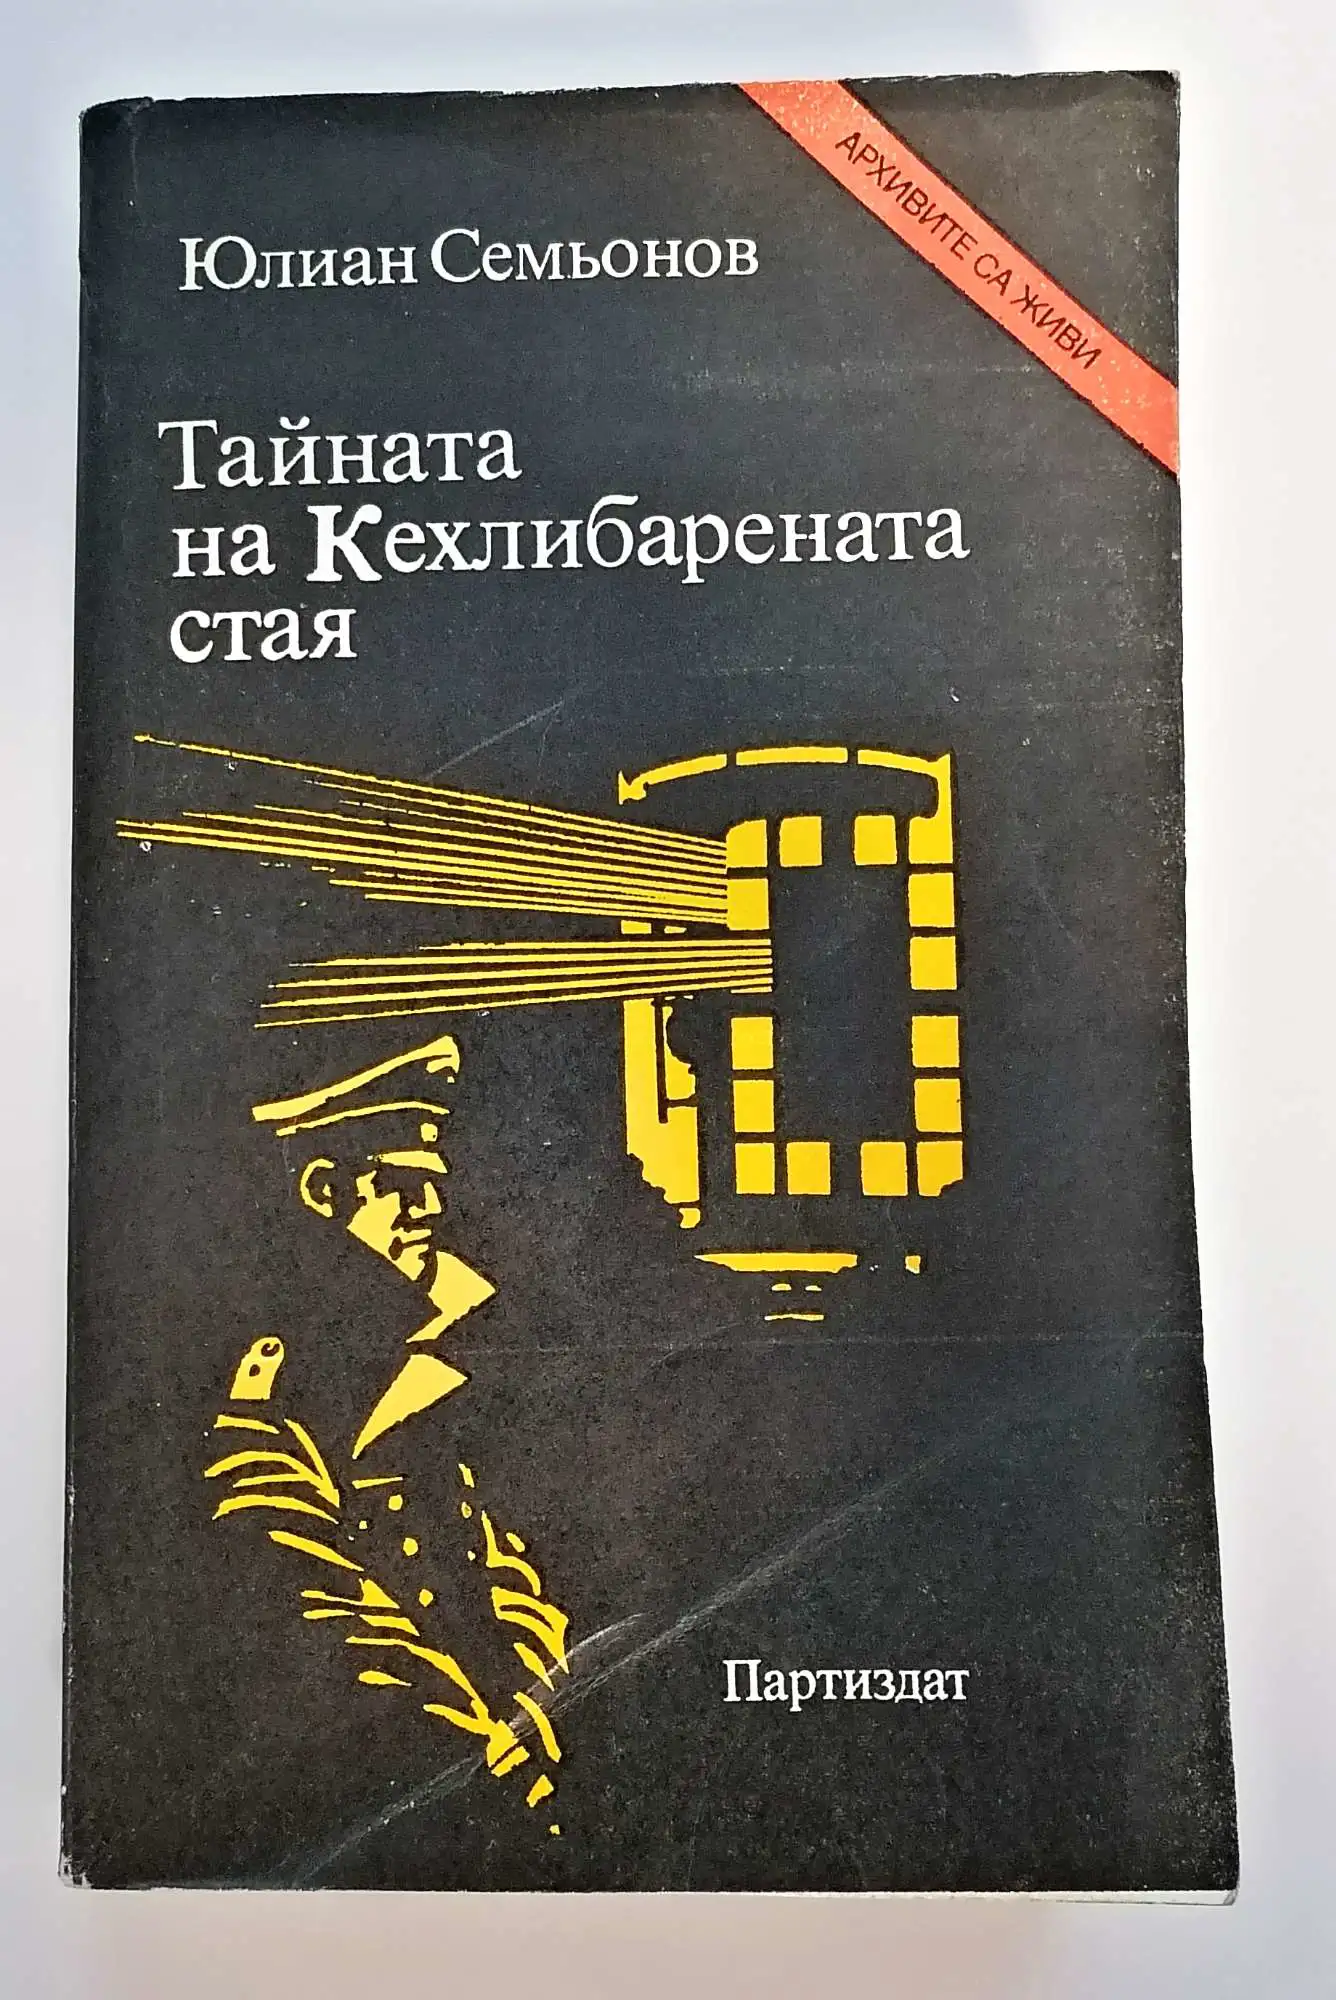 АРХИВИТЕ СА ЖИВИ
Юлиан Семьонов
Тайната
на Кехлибарената
стая
Партиздат